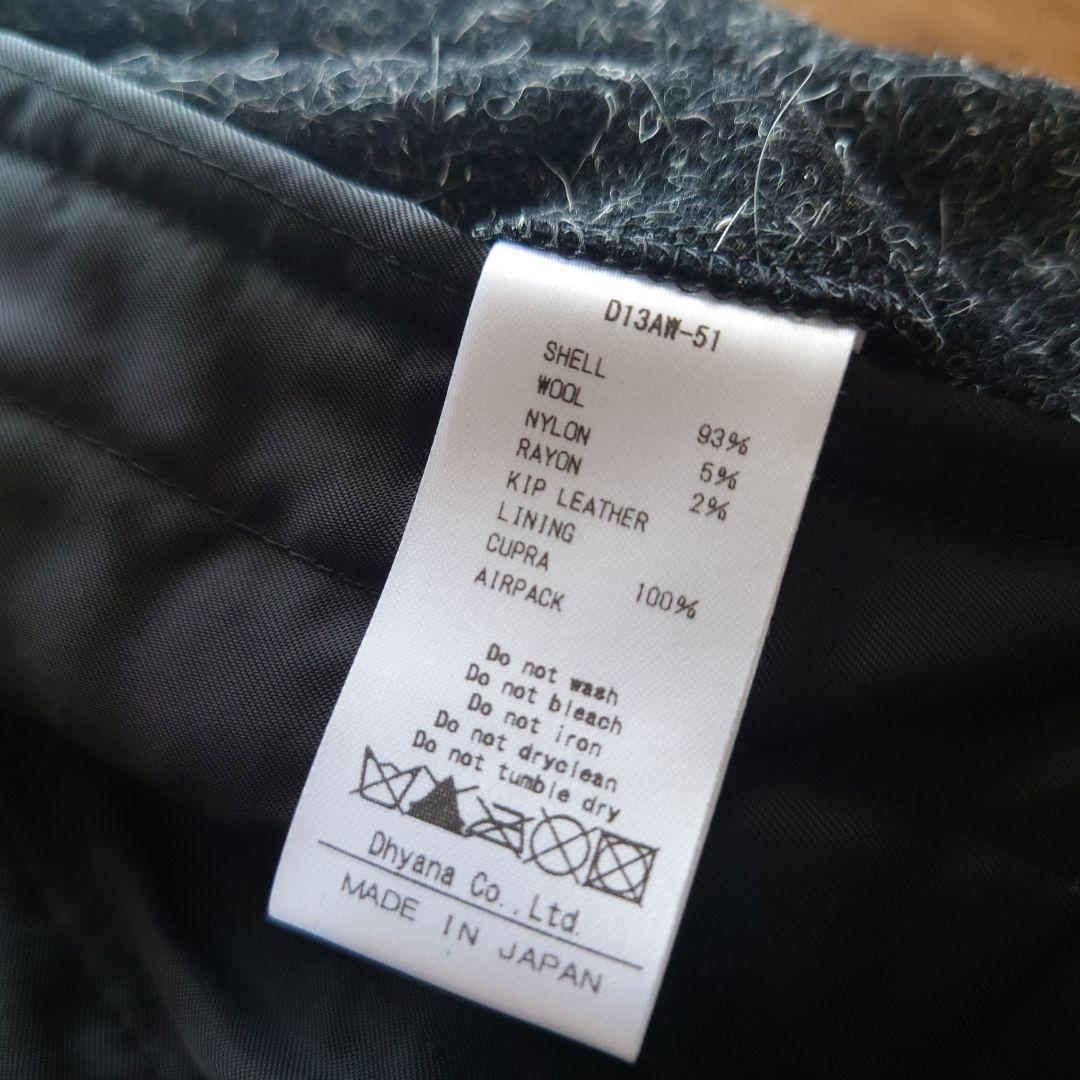 D13AW-51
SHELL
WOOL 93%
NYLON 5%
RAYON 2%
KIP LEATHER
LINING
CUPRA 100%
AIRPACK
Do not wash
Do not bleach
Do not iron
Do not dryclean
Do not tumble dry
Dhyana Co.,Ltd.
MADE IN JAPAN